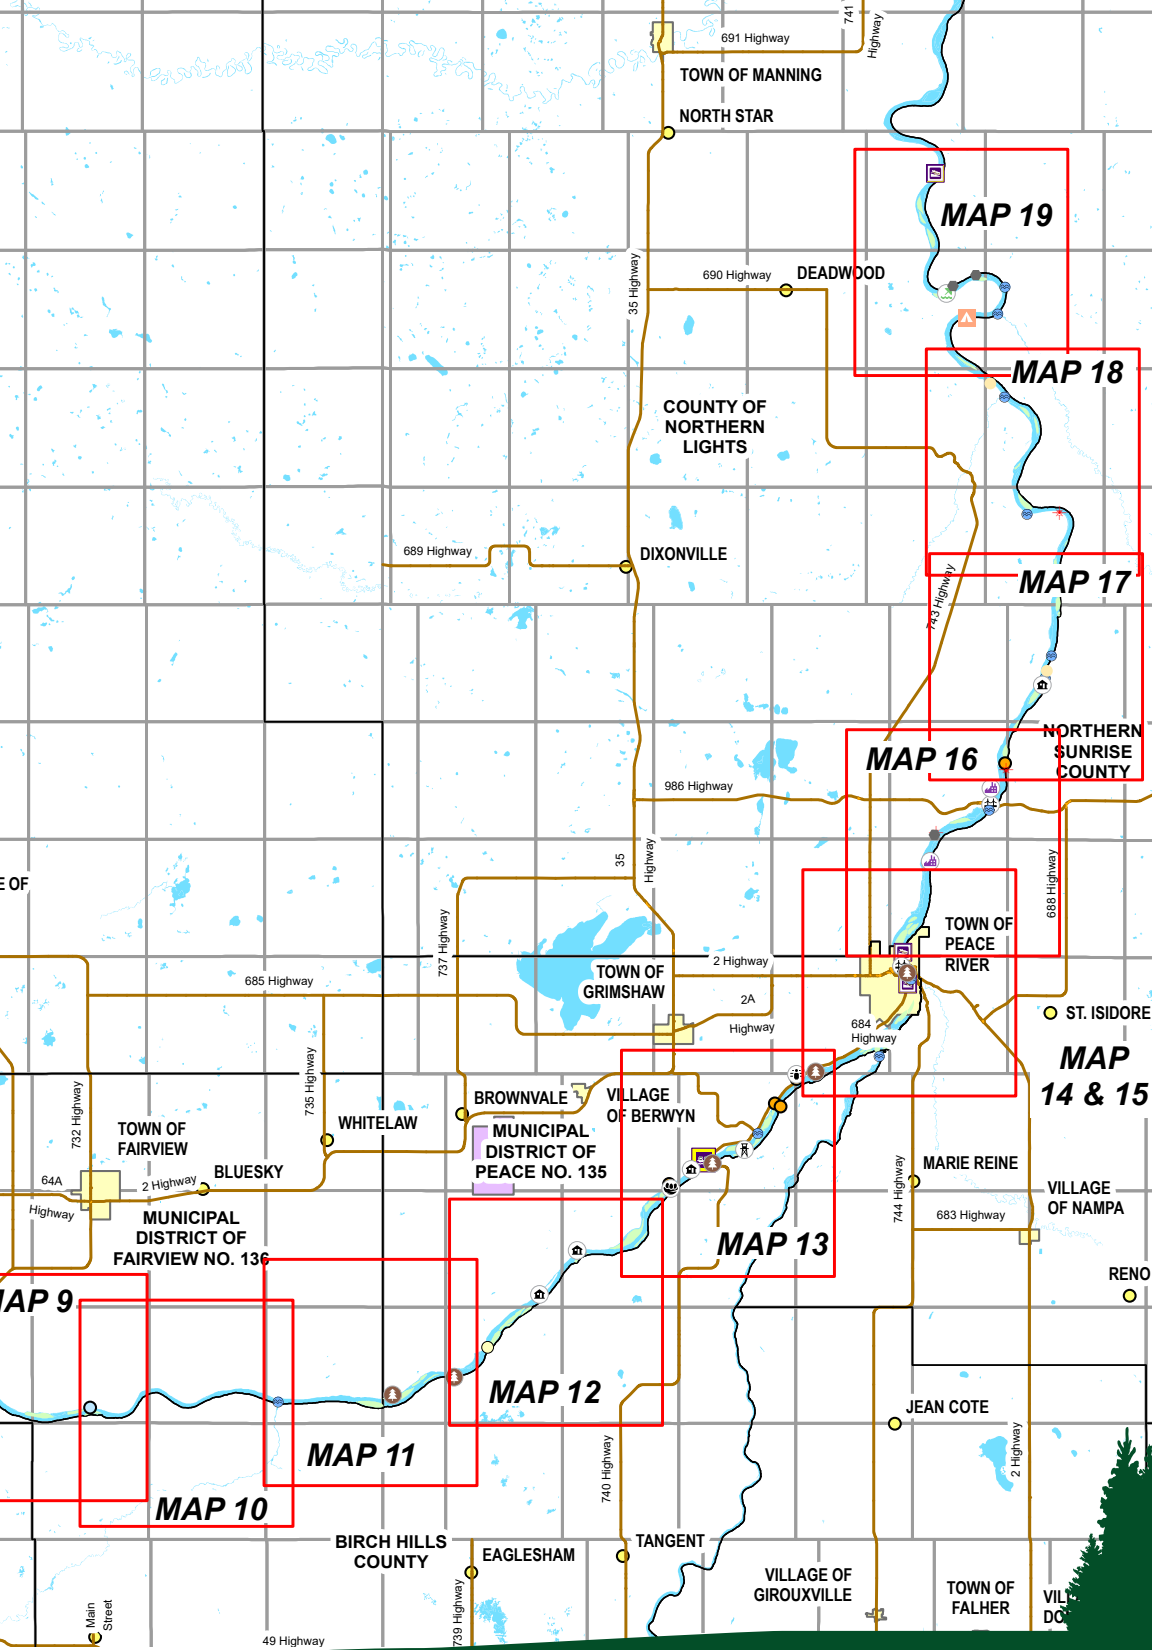 741
Highway
691 Highway
TOWN OF MANNING
NORTH STAR
MAP 19
35 Highway
690 Highway
DEADWOOD
MAP 18
COUNTY OF
NORTHERN
LIGHTS
689 Highway
DIXONVILLE
743 Highway
MAP 17
NORTHERN
SUNRISE
COUNTY
MAP 16
986 Highway
35
Highway
688 Highway
E OF
737 Highway
TOWN OF
PEACE
RIVER
2 Highway
TOWN OF
GRIMSHAW
685 Highway
2A
Highway
684
Highway
ST. ISIDORE
MAP
14 & 15
732 Highway
735 Highway
BROWNVALE
VILLAGE
OF BERWYN
WHITELAW
TOWN OF
FAIRVIEW
MUNICIPAL
DISTRICT OF
PEACE NO. 135
BLUESKY
64A
Highway
2 Highway
MARIE REINE
744 Highway
VILLAGE
OF NAMPA
683 Highway
MUNICIPAL
DISTRICT OF
FAIRVIEW NO. 136
MAP 13
RENO
MAP 9
MAP 12
JEAN COTE
MAP 11
2 Highway
740 Highway
MAP 10
BIRCH HILLS
COUNTY
EAGLESHAM
TANGENT
VILLAGE OF
GIROUXVILLE
TOWN OF
FALHER
VIL
DO
Main
Street
739 Highway
49 Highway